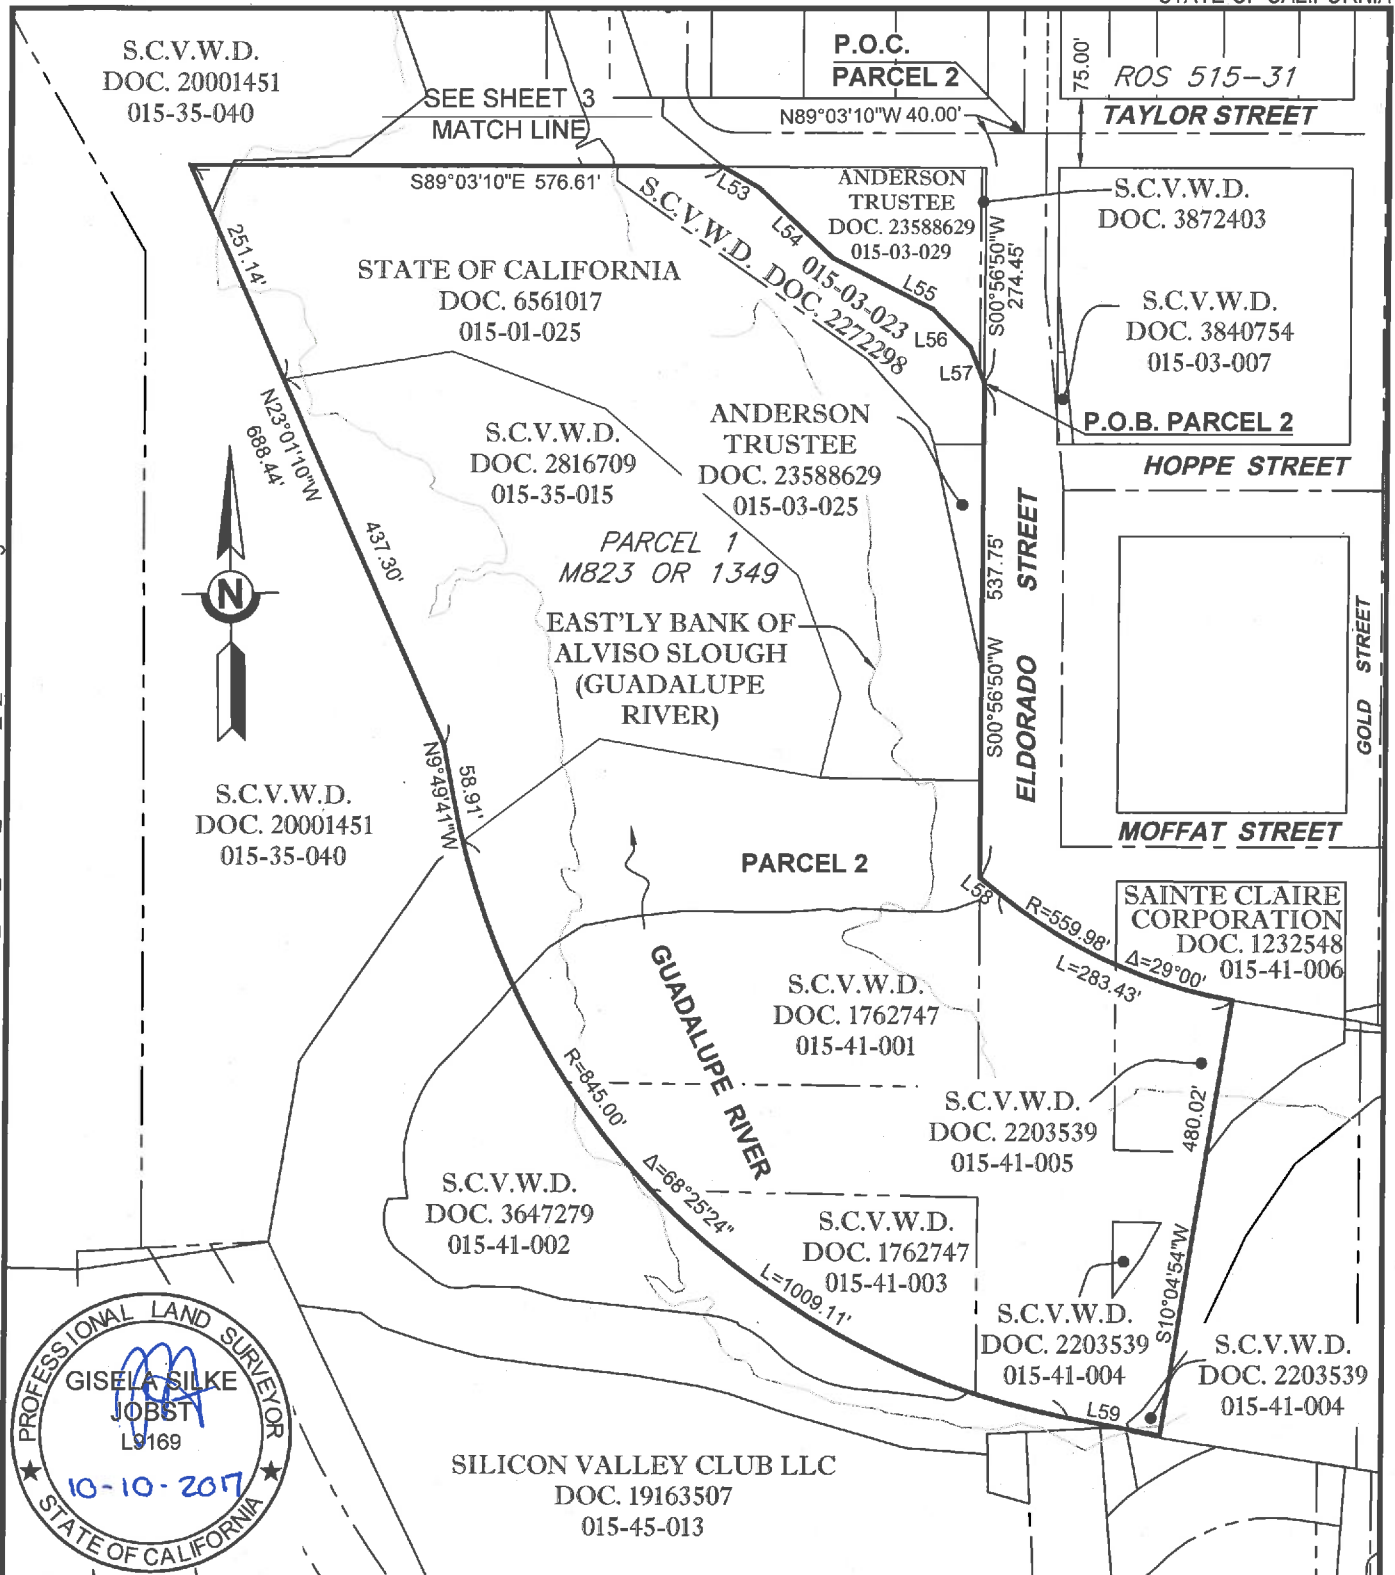 STATE OF CALIFORNIA
S.C.V.W.D.
DOC. 20001451
015-35-040
SEE SHEET 3
MATCH LINE
P.O.C.
PARCEL 2
N89°03'10"W 40.00'
75.00'
ROS 515-31
TAYLOR STREET
S89°03'10"E 576.61'
L53
L54
L55
L56
L57
S.C.V.W.D. DOC. 2272298
015-03-023
ANDERSON
TRUSTEE
DOC. 23588629
015-03-029
S00°56'50"W
274.45'
S.C.V.W.D.
DOC. 3872403
S.C.V.W.D.
DOC. 3840754
015-03-007
251.14'
STATE OF CALIFORNIA
DOC. 6561017
015-01-025
P.O.B. PARCEL 2
HOPPE STREET
N23°01'10"W
688.44'
437.30'
S.C.V.W.D.
DOC. 2816709
015-35-015
ANDERSON
TRUSTEE
DOC. 23588629
015-03-025
PARCEL 1
M823 OR 1349
N
EAST'LY BANK OF
ALVISO SLOUGH
(GUADALUPE
RIVER)
537.75'
S00°56'50"W
ELDORADO STREET
GOLD STREET
S.C.V.W.D.
DOC. 20001451
015-35-040
N9°49'41"W
58.91'
MOFFAT STREET
PARCEL 2
L58
R=559.98'
Δ=29°00'
L=283.43'
SAINTE CLAIRE
CORPORATION
DOC. 1232548
015-41-006
GUADALUPE RIVER
S.C.V.W.D.
DOC. 1762747
015-41-001
R=845.00'
Δ=68°25'24"
L=1009.11'
S.C.V.W.D.
DOC. 2203539
015-41-005
480.02'
S10°04'54"W
S.C.V.W.D.
DOC. 3647279
015-41-002
S.C.V.W.D.
DOC. 1762747
015-41-003
S.C.V.W.D.
DOC. 2203539
015-41-004
S.C.V.W.D.
DOC. 2203539
015-41-004
L59
PROFESSIONAL LAND SURVEYOR
GISELA SILKE
JOBST
L9169
10-10-2017
STATE OF CALIFORNIA
SILICON VALLEY CLUB LLC
DOC. 19163507
015-45-013